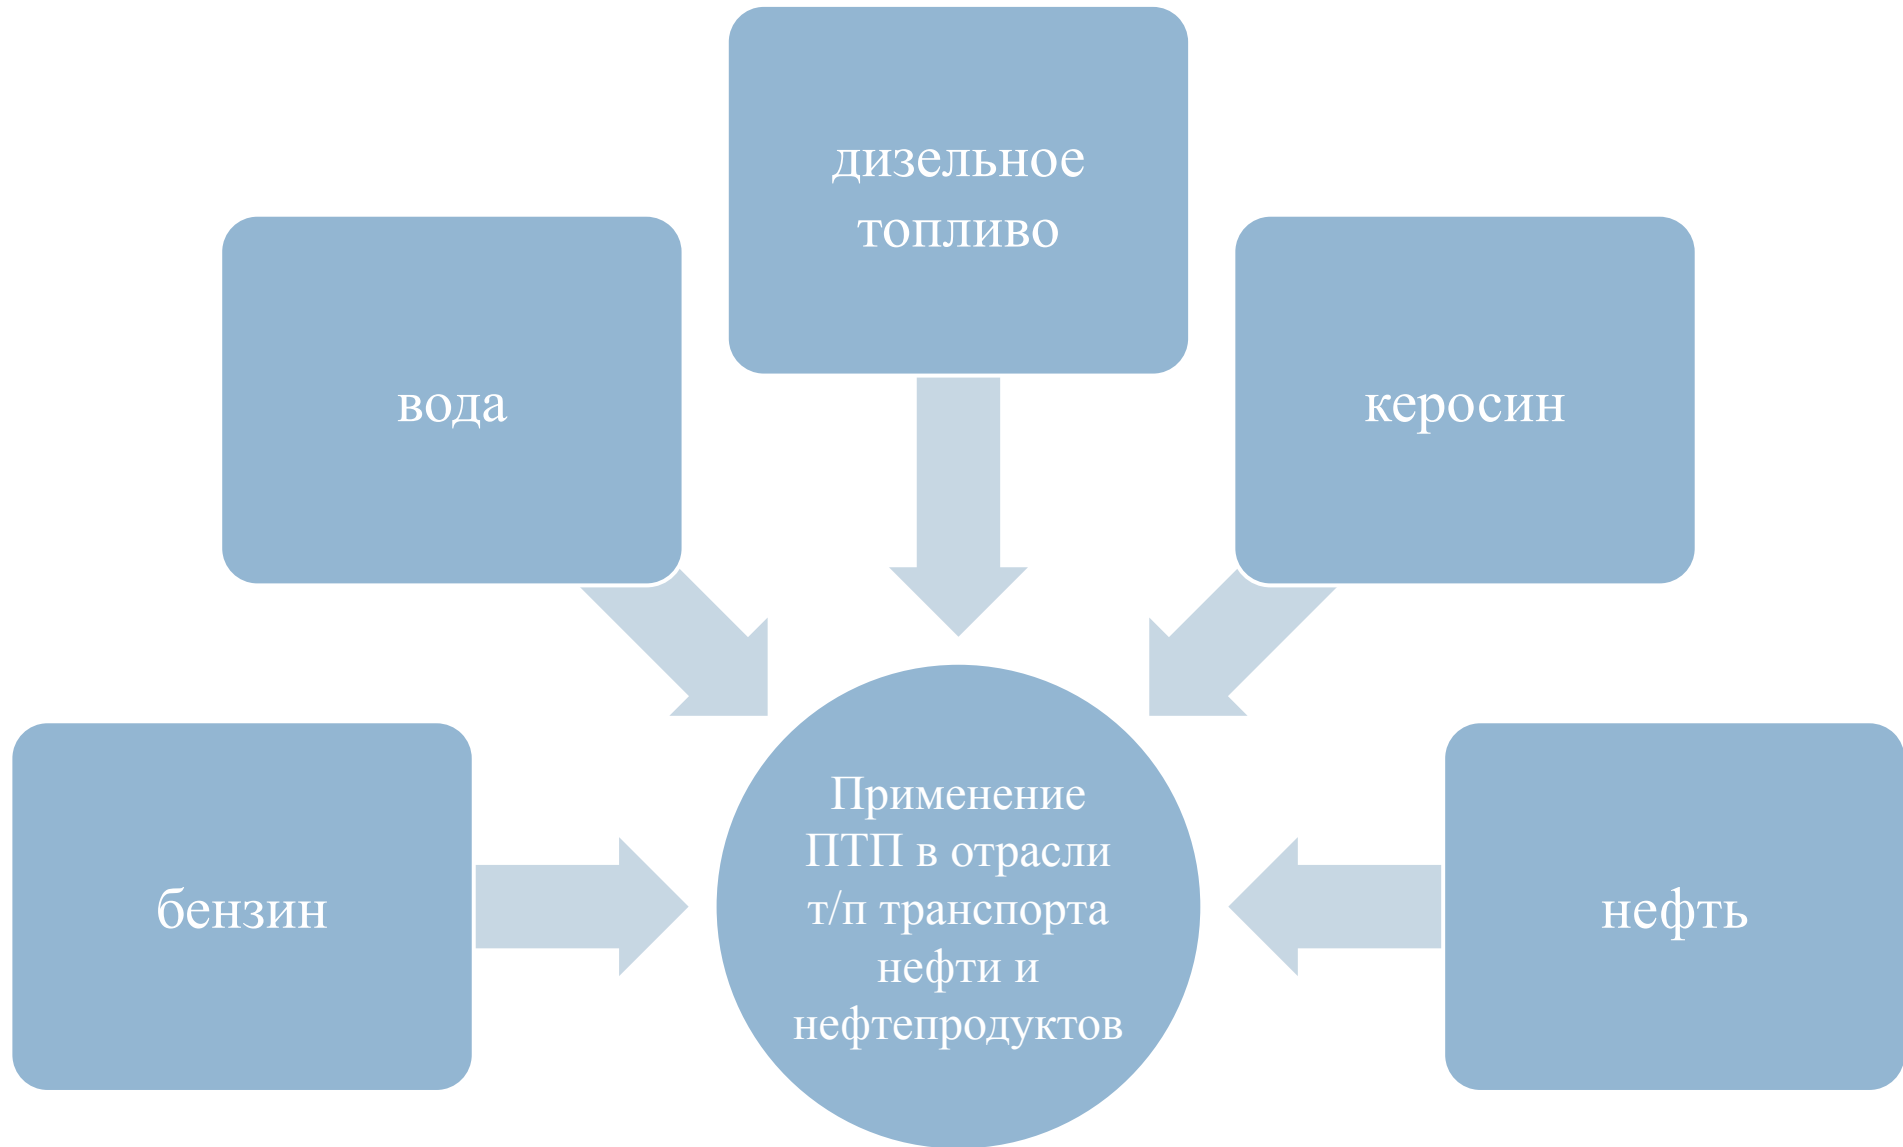 дизельное
топливо
вода
керосин
бензин
Применение
ПТП в отрасли
т/п транспорта
нефти и
нефтепродуктов
нефть